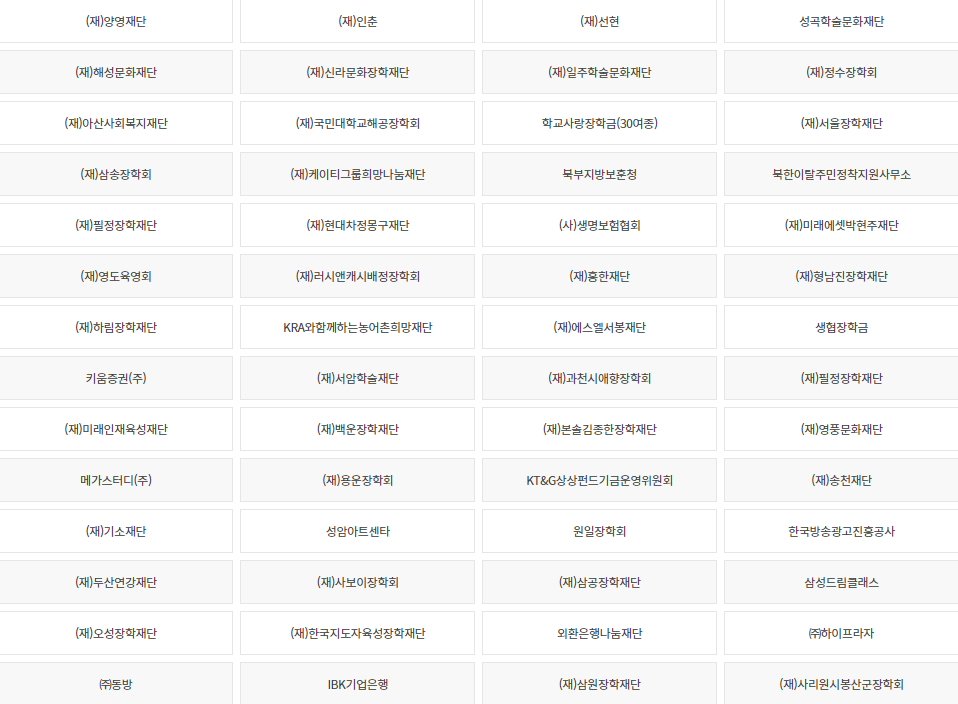 (재)양영재단
(재)인춘
(재)선현
성곡학술문화재단
(재)해성문화재단
(재)신라문화장학재단
(재)일주학술문화재단
(재)정수장학회
(재)아산사회복지재단
(재)국민대학교해공장학회
학교사랑장학금(30여종)
(재)서울장학재단
(재)삼송장학회
(재)케이티그룹희망나눔재단
북부지방보훈청
북한이탈주민정착지원사무소
(재)필정장학재단
(재)현대차정몽구재단
(사)생명보험협회
(재)미래에셋박현주재단
(재)영도육영회
(재)러시앤캐시배정장학회
(재)홍한재단
(재)형남진장학재단
(재)하림장학재단
KRA와함께하는농어촌희망재단
(재)에스엘서봉재단
생협장학금
키움증권(주)
(재)서암학술재단
(재)과천시애향장학회
(재)필정장학재단
(재)미래인재육성재단
(재)백운장학재단
(재)본솔김종한장학재단
(재)영풍문화재단
메가스터디(주)
(재)용운장학회
KT&G상상펀드기금운영위원회
(재)송천재단
(재)기소재단
성암아트센타
원일장학회
한국방송광고진흥공사
(재)두산연강재단
(재)사보이장학회
(재)삼공장학재단
삼성드림클래스
(재)오성장학재단
(재)한국지도자육성장학재단
외환은행나눔재단
㈜하이프라자
㈜동방
IBK기업은행
(재)삼원장학재단
(재)사리원시봉산군장학회